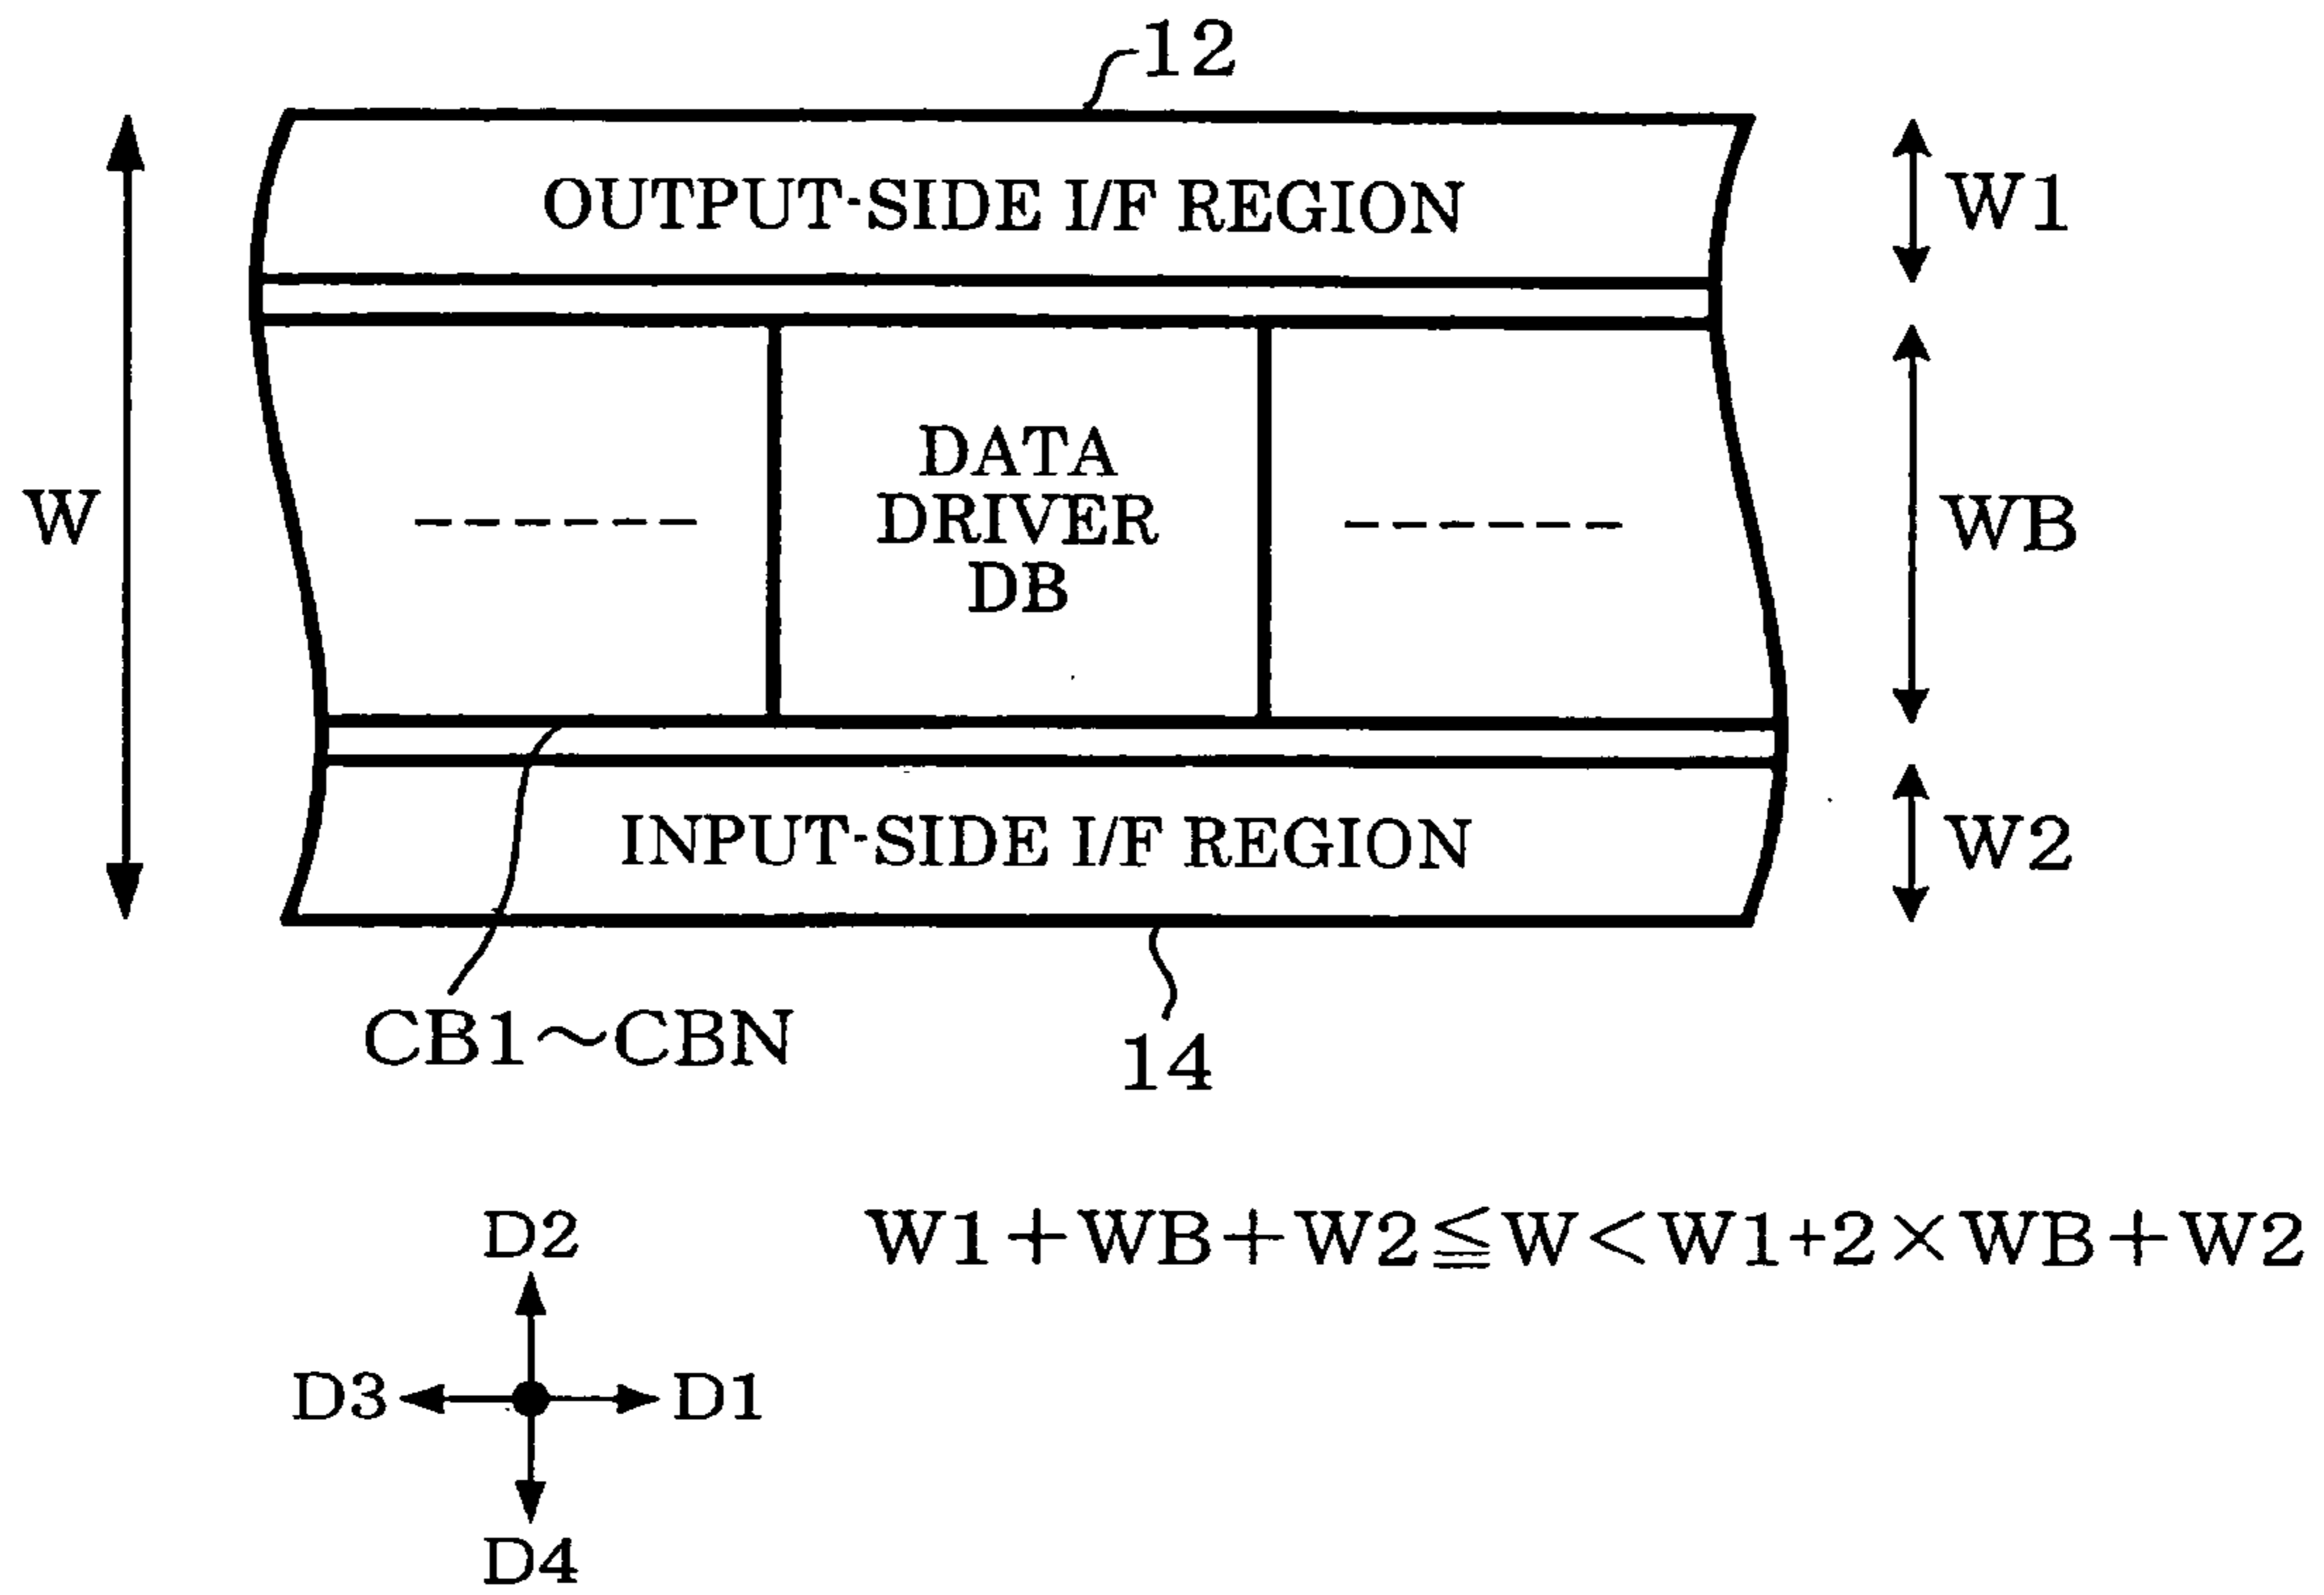 12
OUTPUT-SIDE I/F REGION
W1
W
DATA
DRIVER
DB
WB
INPUT-SIDE I/F REGION
W2
CB1~CBN
14
W1+WB+W2≦W<W1+2×WB+W2
D2
D3
D1
D4